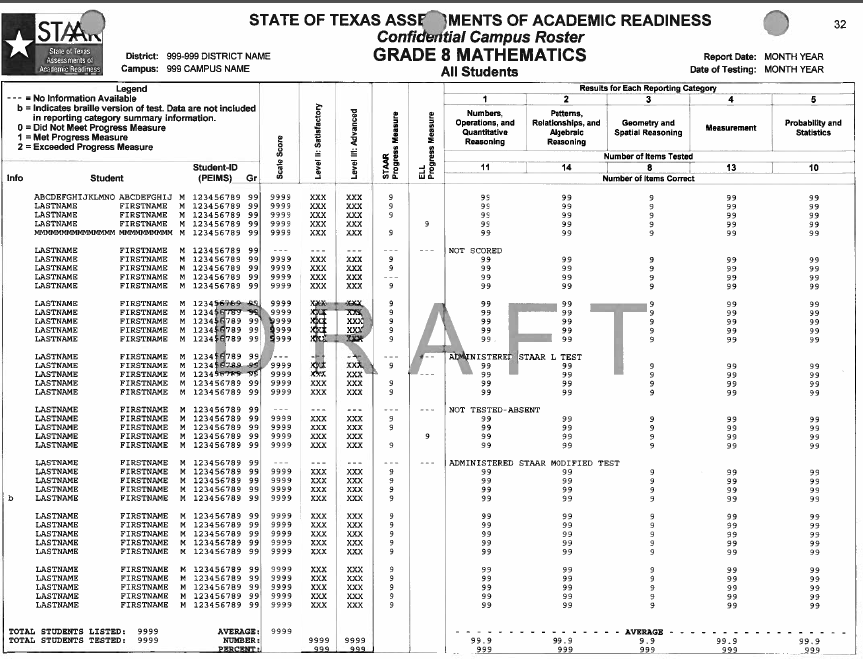 STAAR
State of Texas
Assessments of
Academic Readiness
STATE OF TEXAS ASSESSMENTS OF ACADEMIC READINESS
Confidential Campus Roster
GRADE 8 MATHEMATICS
All Students
32
District: 999-999 DISTRICT NAME
Campus: 999 CAMPUS NAME
Report Date: MONTH YEAR
Date of Testing: MONTH YEAR
Legend
--- = No Information Available
b = Indicates braille version of test. Data are not included
in reporting category summary information.
0 = Did Not Meet Progress Measure
1 = Met Progress Measure
2 = Exceeded Progress Measure
Info Student Student-ID (PEIMS) Gr
Scale Score
Level II: Satisfactory
Level III: Advanced
STAAR Progress Measure
ELL Progress Measure
Results for Each Reporting Category
1 2 3 4 5
Numbers, Operations, and Quantitative Reasoning
Patterns, Relationships, and Algebraic Reasoning
Geometry and Spatial Reasoning
Measurement
Probability and Statistics
Number of Items Tested
11 14 8 13 10
Number of Items Correct
ABCDEFGHIJKLMNO ABCDEFGHIJ M 123456789 99 9999 XXX XXX 9 99 99 9 99 99
LASTNAME FIRSTNAME M 123456789 99 9999 XXX XXX 9 99 99 9 99 99
LASTNAME FIRSTNAME M 123456789 99 9999 XXX XXX 9 99 99 9 99 99
LASTNAME FIRSTNAME M 123456789 99 9999 XXX XXX 9 99 99 9 99 99
MMMMMMMMMMMMMMM MMMMMMMMMM M 123456789 99 9999 XXX XXX 9 99 99 9 99 99
LASTNAME FIRSTNAME M 123456789 99 --- --- --- --- --- NOT SCORED
LASTNAME FIRSTNAME M 123456789 99 9999 XXX XXX 9 99 99 9 99 99
LASTNAME FIRSTNAME M 123456789 99 9999 XXX XXX 9 99 99 9 99 99
LASTNAME FIRSTNAME M 123456789 99 9999 XXX XXX --- 99 99 9 99 99
LASTNAME FIRSTNAME M 123456789 99 9999 XXX XXX 9 99 99 9 99 99
LASTNAME FIRSTNAME M 123456789 99 9999 XXX XXX 9 99 99 9 99 99
LASTNAME FIRSTNAME M 123456789 99 9999 XXX XXX 9 99 99 9 99 99
LASTNAME FIRSTNAME M 123456789 99 9999 XXX XXX 9 99 99 9 99 99
LASTNAME FIRSTNAME M 123456789 99 9999 XXX XXX 9 99 99 9 99 99
LASTNAME FIRSTNAME M 123456789 99 9999 XXX XXX 9 99 99 9 99 99
DRAFT
LASTNAME FIRSTNAME M 123456789 99 --- --- --- --- --- ADMINISTERED STAAR L TEST
LASTNAME FIRSTNAME M 123456789 99 9999 XXX XXX 9 99 99 9 99 99
LASTNAME FIRSTNAME M 123456789 99 9999 XXX XXX --- 99 99 9 99 99
LASTNAME FIRSTNAME M 123456789 99 9999 XXX XXX 9 99 99 9 99 99
LASTNAME FIRSTNAME M 123456789 99 9999 XXX XXX 9 99 99 9 99 99
LASTNAME FIRSTNAME M 123456789 99 --- --- --- --- --- NOT TESTED-ABSENT
LASTNAME FIRSTNAME M 123456789 99 9999 XXX XXX 9 99 99 9 99 99
LASTNAME FIRSTNAME M 123456789 99 9999 XXX XXX 9 99 99 9 99 99
LASTNAME FIRSTNAME M 123456789 99 9999 XXX XXX 9 99 99 9 99 99
LASTNAME FIRSTNAME M 123456789 99 9999 XXX XXX 9 99 99 9 99 99
LASTNAME FIRSTNAME M 123456789 99 --- --- --- --- --- ADMINISTERED STAAR MODIFIED TEST
LASTNAME FIRSTNAME M 123456789 99 9999 XXX XXX 9 99 99 9 99 99
LASTNAME FIRSTNAME M 123456789 99 9999 XXX XXX 9 99 99 9 99 99
LASTNAME FIRSTNAME M 123456789 99 9999 XXX XXX 9 99 99 9 99 99
b LASTNAME FIRSTNAME M 123456789 99 9999 XXX XXX 9 99 99 9 99 99
LASTNAME FIRSTNAME M 123456789 99 9999 XXX XXX 9 99 99 9 99 99
LASTNAME FIRSTNAME M 123456789 99 9999 XXX XXX 9 99 99 9 99 99
LASTNAME FIRSTNAME M 123456789 99 9999 XXX XXX 9 99 99 9 99 99
LASTNAME FIRSTNAME M 123456789 99 9999 XXX XXX 9 99 99 9 99 99
LASTNAME FIRSTNAME M 123456789 99 9999 XXX XXX 9 99 99 9 99 99
LASTNAME FIRSTNAME M 123456789 99 9999 XXX XXX 9 99 99 9 99 99
LASTNAME FIRSTNAME M 123456789 99 9999 XXX XXX 9 99 99 9 99 99
LASTNAME FIRSTNAME M 123456789 99 9999 XXX XXX 9 99 99 9 99 99
LASTNAME FIRSTNAME M 123456789 99 9999 XXX XXX 9 99 99 9 99 99
LASTNAME FIRSTNAME M 123456789 99 9999 XXX XXX 9 99 99 9 99 99
TOTAL STUDENTS LISTED: 9999 AVERAGE: 9999 - - - AVERAGE - - -
TOTAL STUDENTS TESTED: 9999 NUMBER: 9999 9999 99.9 99.9 9.9 99.9 99.9
PERCENT: 999 999 999 999 999 999 999